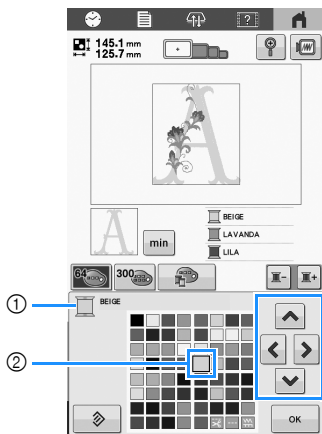 ?
145.1 mm
125.7 mm
min
BEIGE
LAVANDA
LILA
64
300
① BEIGE
②
OK